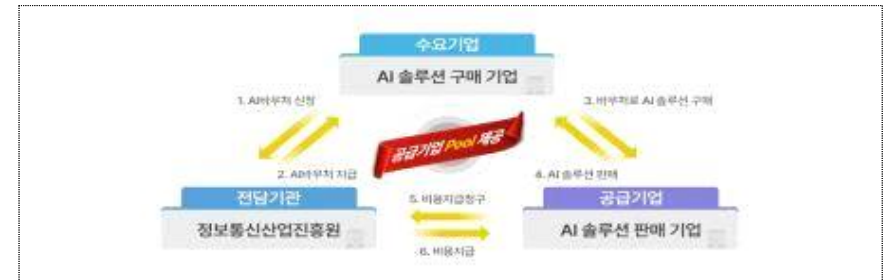 수요기업
AI 솔루션 구매 기업
1. AI바우처 신청
3. 바우처로 AI 솔루션 구매
공급기업 Pool 제공
2. AI바우처 지급
4. AI 솔루션 판매
전담기관
5. 비용지급청구
공급기업
정보통신산업진흥원
AI 솔루션 판매 기업
6. 비용지급